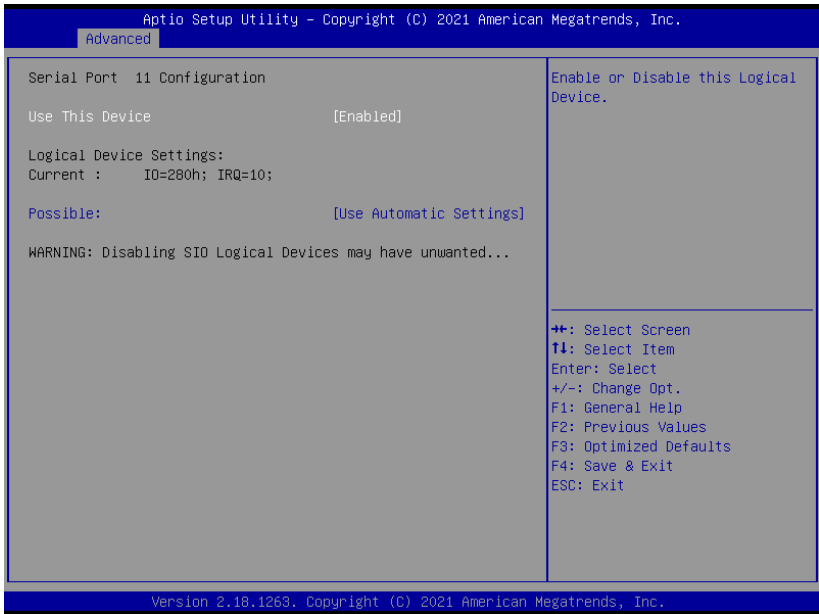 Aptio Setup Utility – Copyright (C) 2021 American Megatrends, Inc.
Advanced
Serial Port 11 Configuration
Use This Device [Enabled]
Logical Device Settings:
Current : IO=280h; IRQ=10;
Possible: [Use Automatic Settings]
WARNING: Disabling SIO Logical Devices may have unwanted...
Enable or Disable this Logical
Device.
→←: Select Screen
↑↓: Select Item
Enter: Select
+/-: Change Opt.
F1: General Help
F2: Previous Values
F3: Optimized Defaults
F4: Save & Exit
ESC: Exit
Version 2.18.1263. Copyright (C) 2021 American Megatrends, Inc.